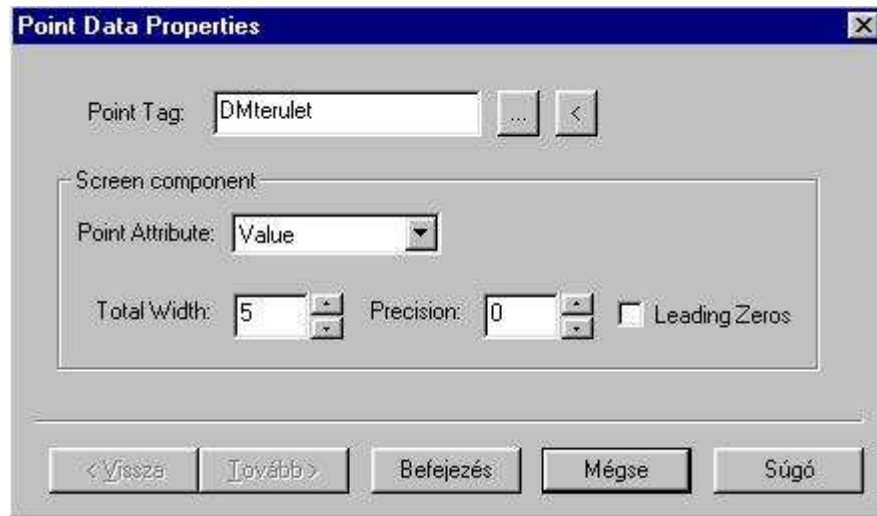 Point Data Properties
Point Tag: DMterulet ... <
Screen component
Point Attribute: Value
Total Width: 5 Precision: 0 Leading Zeros
< Vissza Tovább > Befejezés Mégse Súgó